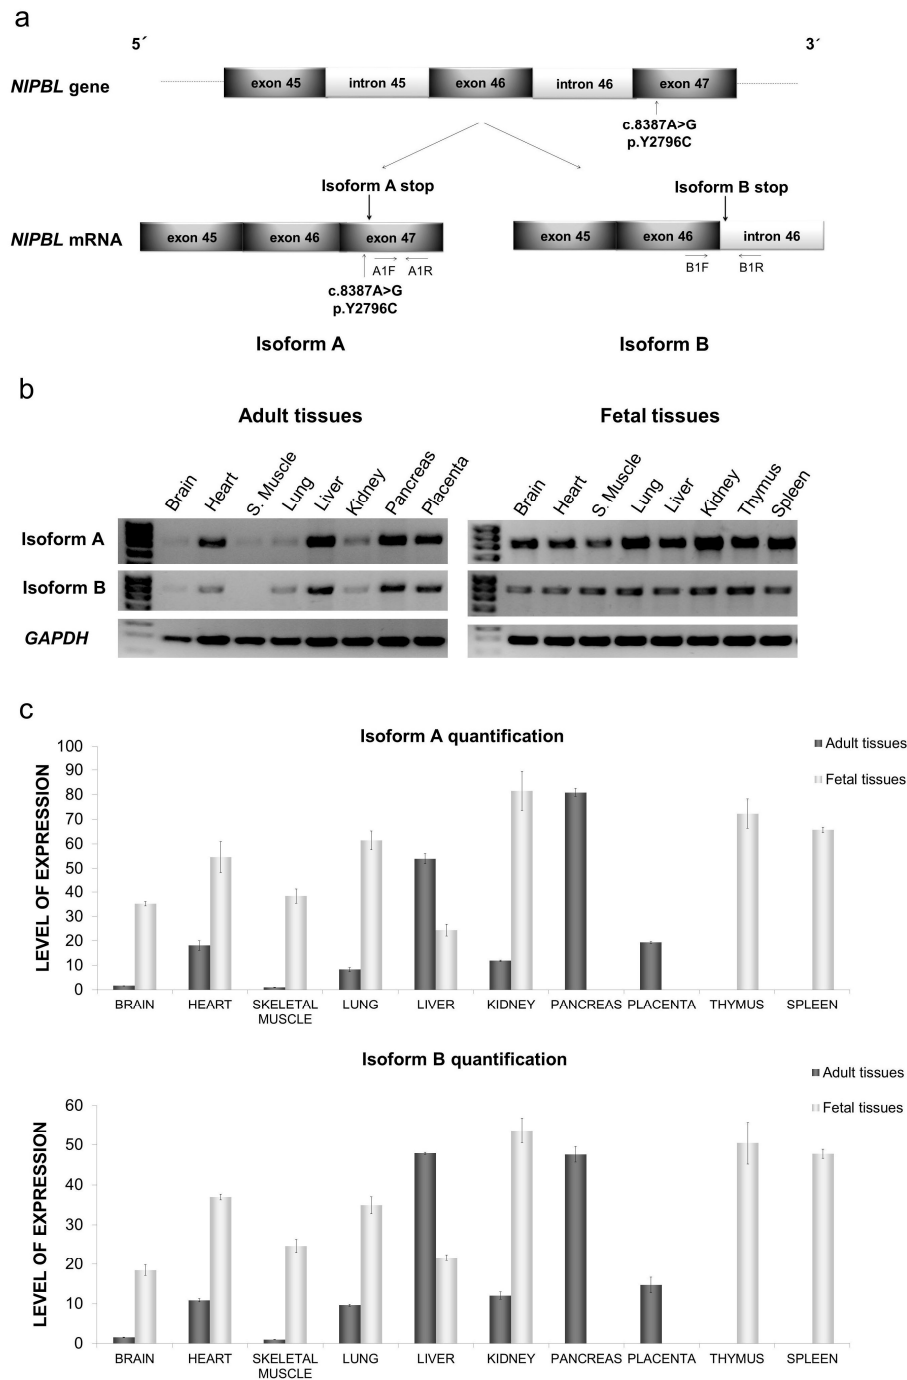 a
5´ 3´
NIPBL gene exon 45 intron 45 exon 46 intron 46 exon 47
c.8387A>G
p.Y2796C
Isoform A stop Isoform B stop
NIPBL mRNA exon 45 exon 46 exon 47 exon 45 exon 46 intron 46
A1F A1R B1F B1R
c.8387A>G
p.Y2796C
Isoform A Isoform B
b
Adult tissues Fetal tissues
Brain Heart S. Muscle Lung Liver Kidney Pancreas Placenta Brain Heart S. Muscle Lung Liver Kidney Thymus Spleen
Isoform A
Isoform B
GAPDH
c
Isoform A quantification
Adult tissues
Fetal tissues
LEVEL OF EXPRESSION
100
90
80
70
60
50
40
30
20
10
0
BRAIN HEART SKELETAL LUNG LIVER KIDNEY PANCREAS PLACENTA THYMUS SPLEEN
MUSCLE
Isoform B quantification
Adult tissues
Fetal tissues
LEVEL OF EXPRESSION
60
50
40
30
20
10
0
BRAIN HEART SKELETAL LUNG LIVER KIDNEY PANCREAS PLACENTA THYMUS SPLEEN
MUSCLE